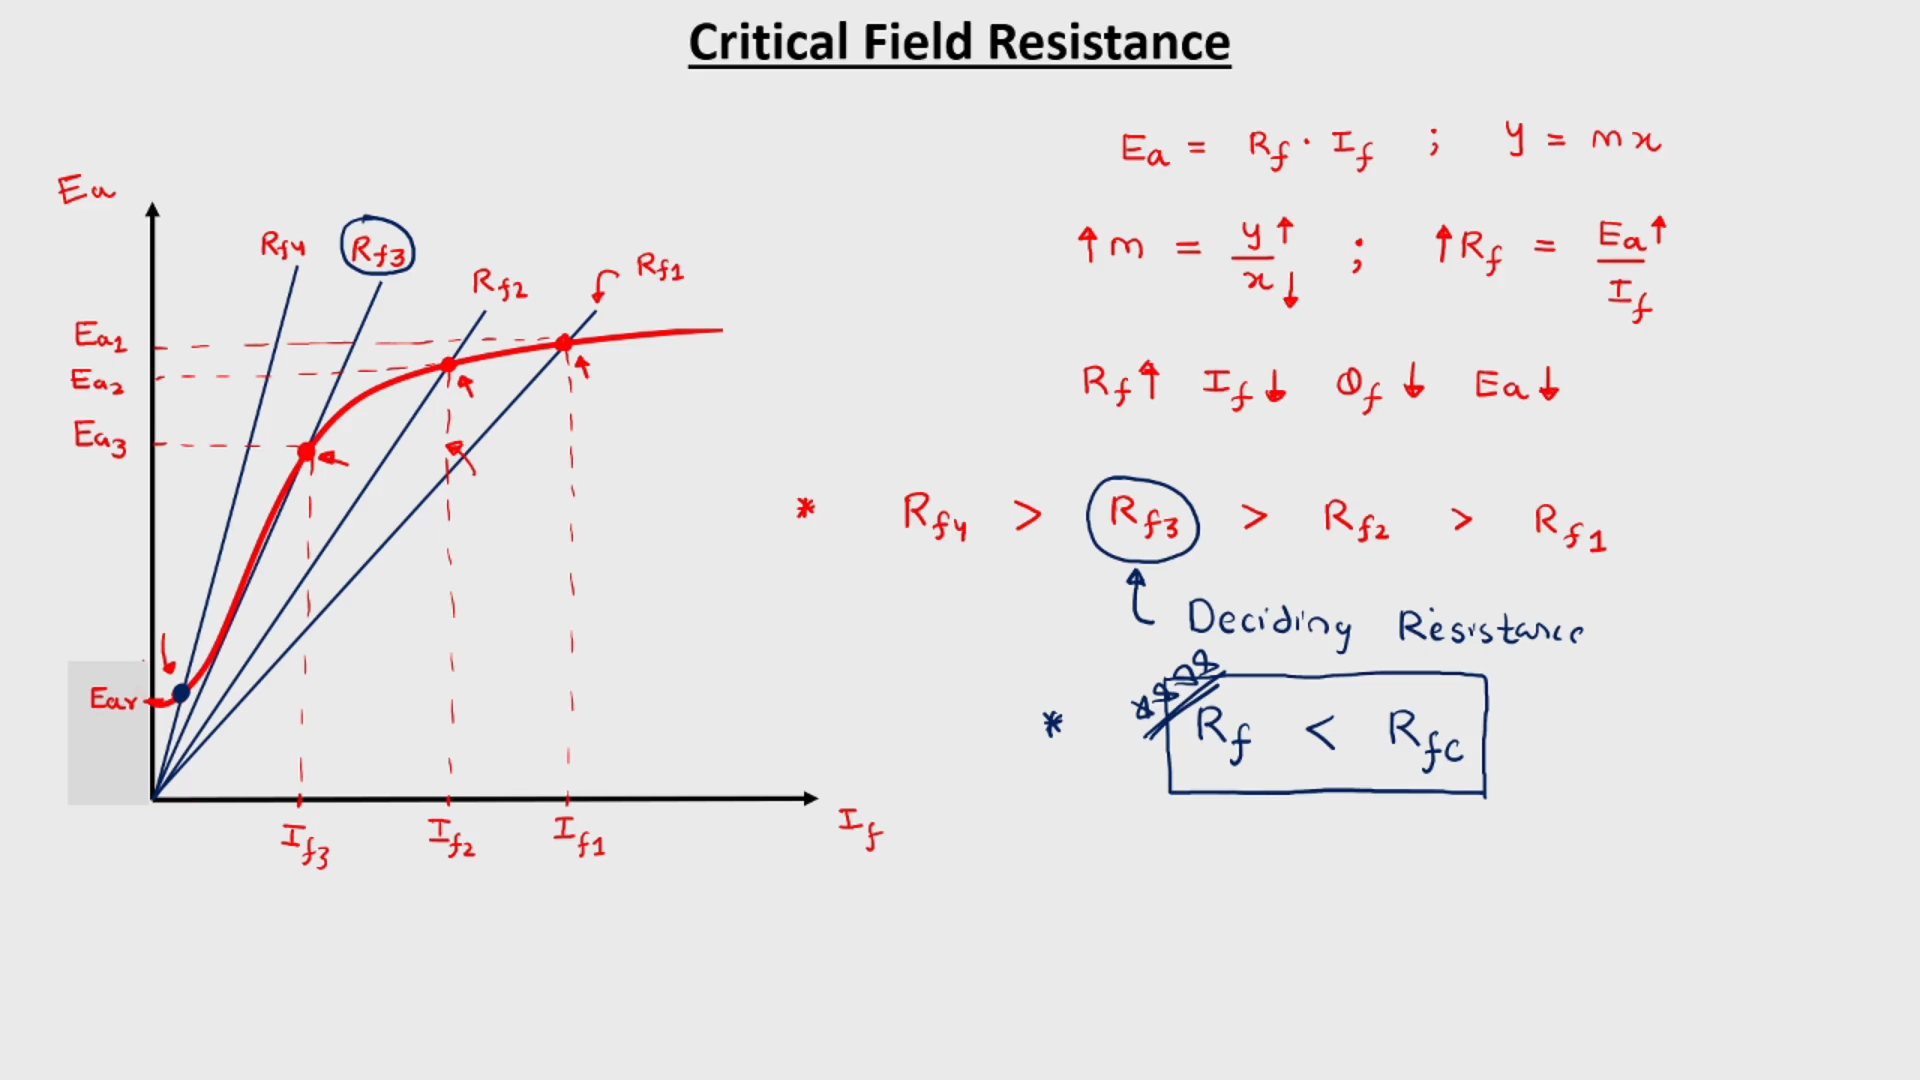 Critical Field Resistance
Ea = Rf · If ; y = mx
Ea
↑m = y↑/x↓ ; ↑Rf = Ea↑/If
Rf4 Rf3 Rf2 Rf1
Ea1
Ea2
Ea3
Rf↑ If↓ Øf↓ Ea↓
* Rf4 > Rf3 > Rf2 > Rf1
Deciding Resistance
Ear
* Rf < Rfc
If3 If2 If1 If